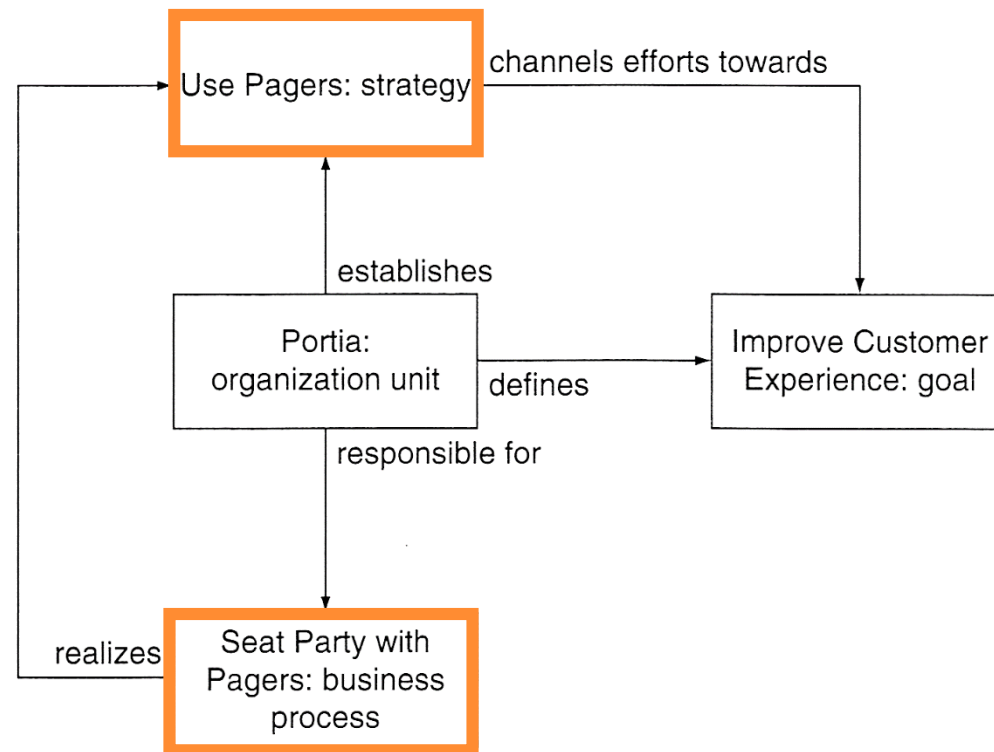 Use Pagers: strategy
channels efforts towards
establishes
Portia:
organization unit
defines
Improve Customer
Experience: goal
responsible for
realizes
Seat Party with
Pagers: business
process